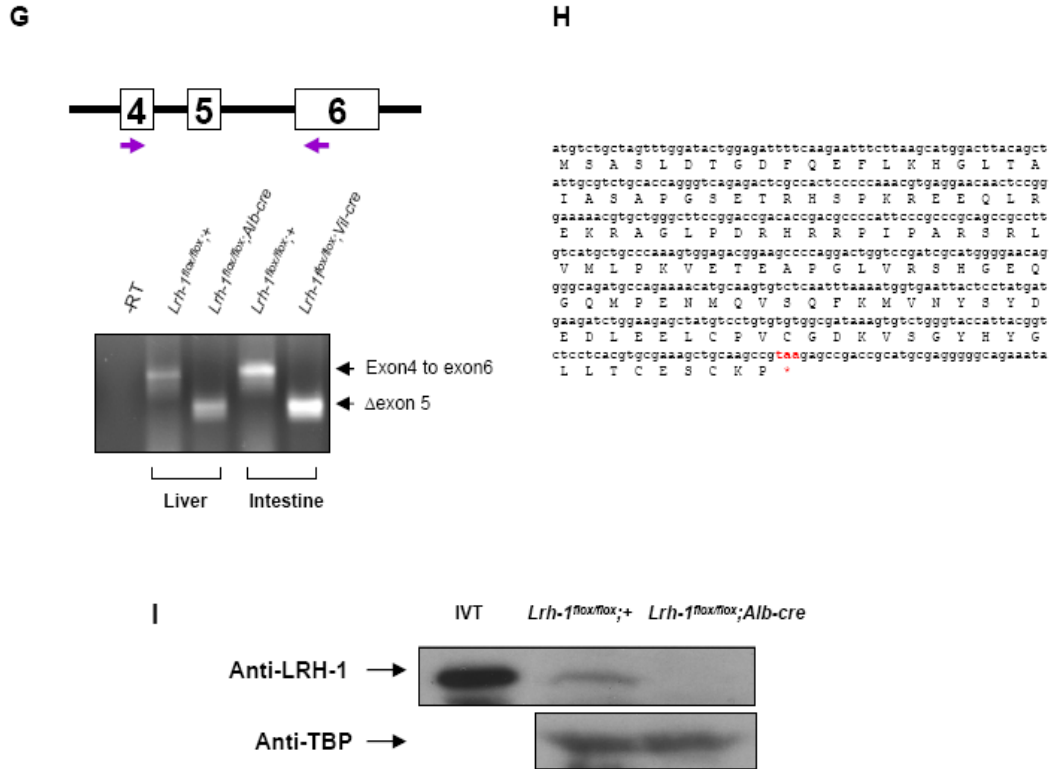 G
H
4 5 6
-RT
Lrh-1flox/flox;+
Lrh-1flox/flox;Alb-cre
Lrh-1flox/flox;+
Lrh-1flox/flox;Vil-cre
Exon4 to exon6
Δexon 5
Liver Intestine
atgtctgctagtttggatactggagattttcaagaatttcttaagcatggacttacagct
M S A S L D T G D F Q E F L K H G L T A
attgcgtctgcaccagggtcagagactcgccactcccccaaacgtgaggaacaactccgg
I A S A P G S E T R H S P K R E E Q L R
gaaaaacgtgctgggcttccggaccgacaccgacgccccattcccgcccgcagccgcctt
E K R A G L P D R H R R P I P A R S R L
gtcatgctgcccaaagtggagacggaagccccaggactggtccgatcgcatggggaacag
V M L P K V E T E A P G L V R S H G E Q
gggcagatgccagaaaacatgcaagtgtctcaatttaaaatggtgaattactcctatgat
G Q M P E N M Q V S Q F K M V N Y S Y D
gaagatctggaagagctatgtcctgtgtgtggcgataaagtgtctgggtaccattacggt
E D L E E L C P V C G D K V S G Y H Y G
ctcctcacgtgcgaaagctgcaagccgtaagagccgaccgcatgcgagggggcagaaata
L L T C E S C K P *
I
IVT Lrh-1flox/flox;+ Lrh-1flox/flox;Alb-cre
Anti-LRH-1
Anti-TBP